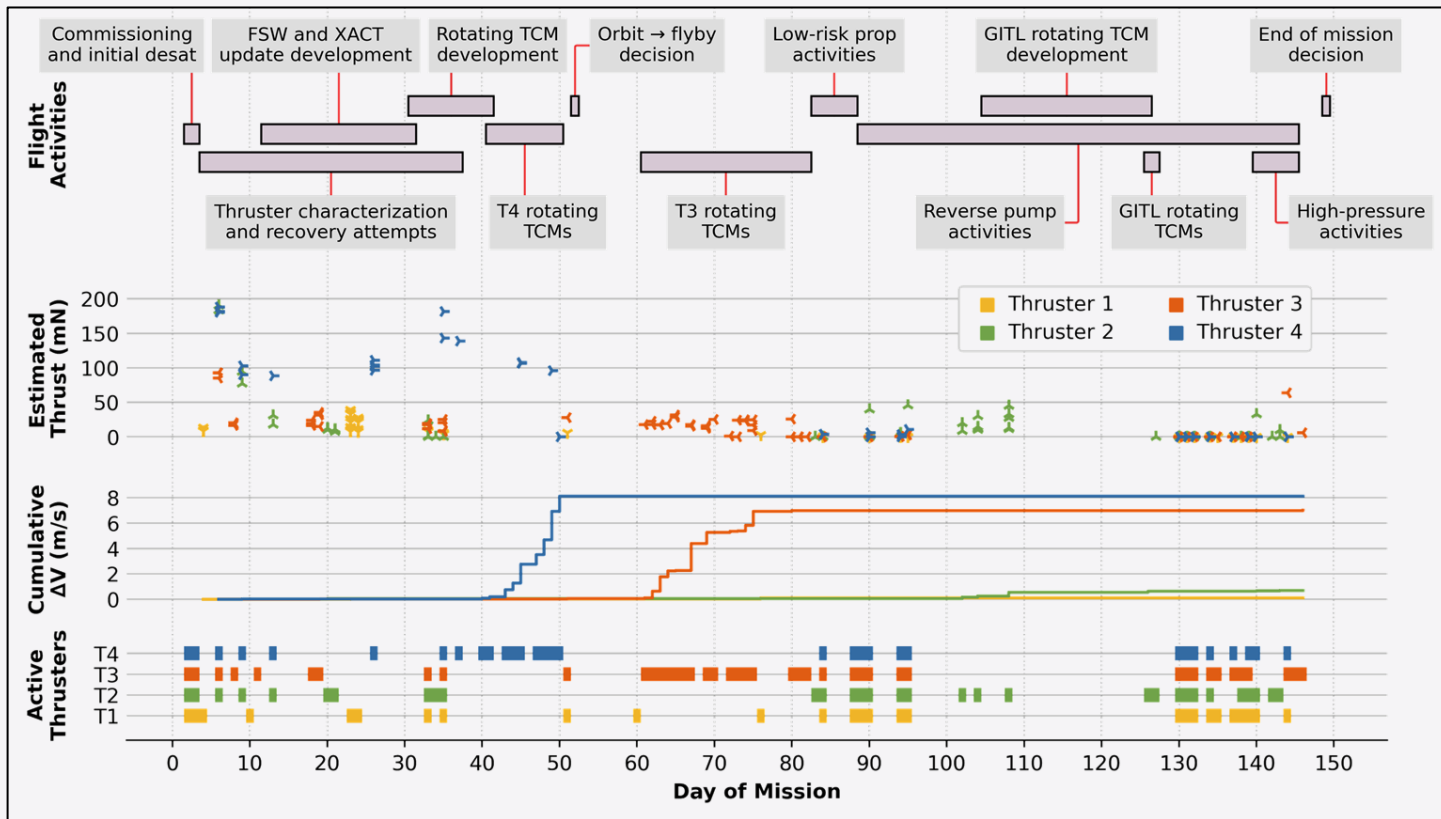 Commissioning
and initial desat
FSW and XACT
update development
Rotating TCM
development
Orbit → flyby
decision
Low-risk prop
activities
GITL rotating TCM
development
End of mission
decision
Flight
Activities
Thruster characterization
and recovery attempts
T4 rotating
TCMs
T3 rotating
TCMs
Reverse pump
activities
GITL rotating
TCMs
High-pressure
activities
Estimated
Thrust (mN)
200
150
100
50
0
Thruster 1
Thruster 2
Thruster 3
Thruster 4
Cumulative
ΔV (m/s)
8
6
4
2
0
Active
Thrusters
T4
T3
T2
T1
0 10 20 30 40 50 60 70 80 90 100 110 120 130 140 150
Day of Mission